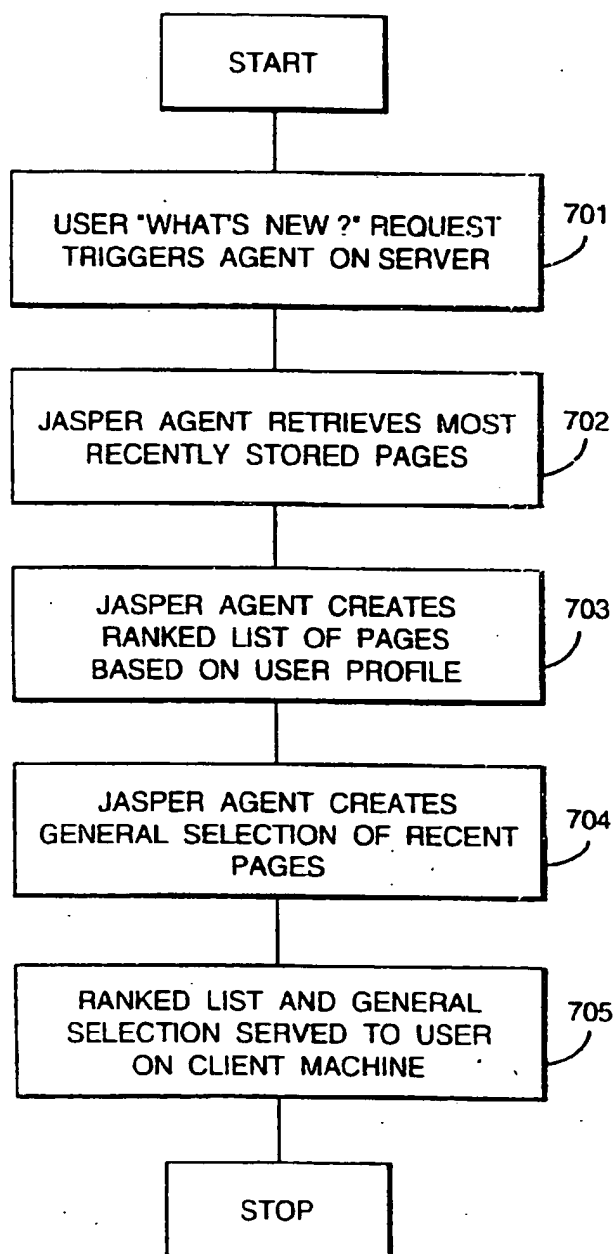 START
USER "WHAT'S NEW ?" REQUEST
TRIGGERS AGENT ON SERVER
701
JASPER AGENT RETRIEVES MOST
RECENTLY STORED PAGES
702
JASPER AGENT CREATES
RANKED LIST OF PAGES
BASED ON USER PROFILE
703
JASPER AGENT CREATES
GENERAL SELECTION OF RECENT
PAGES
704
RANKED LIST AND GENERAL
SELECTION SERVED TO USER
ON CLIENT MACHINE
705
STOP